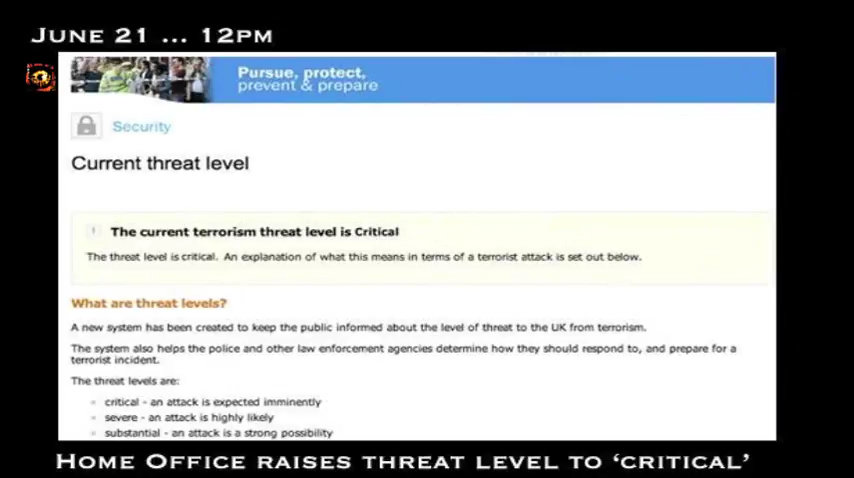 June 21 ... 12pm
Pursue, protect,
prevent & prepare
Security
Current threat level
! The current terrorism threat level is Critical
The threat level is critical. An explanation of what this means in terms of a terrorist attack is set out below.
What are threat levels?
A new system has been created to keep the public informed about the level of threat to the UK from terrorism.
The system also helps the police and other law enforcement agencies determine how they should respond to, and prepare for a
terrorist incident.
The threat levels are:
critical - an attack is expected imminently
severe - an attack is highly likely
substantial - an attack is a strong possibility
Home Office raises threat level to ‘critical’